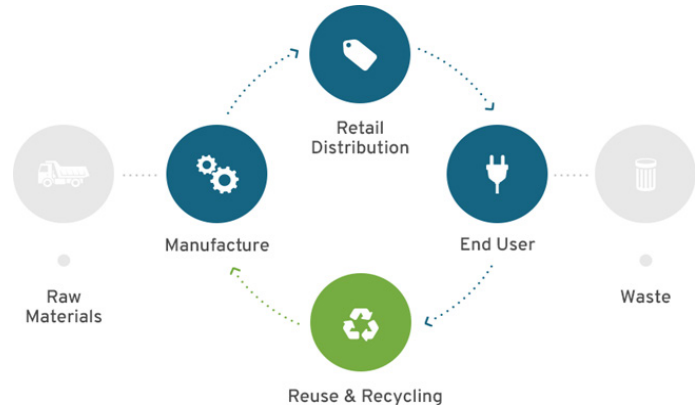 Retail
Distribution
Manufacture
End User
Raw
Materials
Waste
Reuse & Recycling